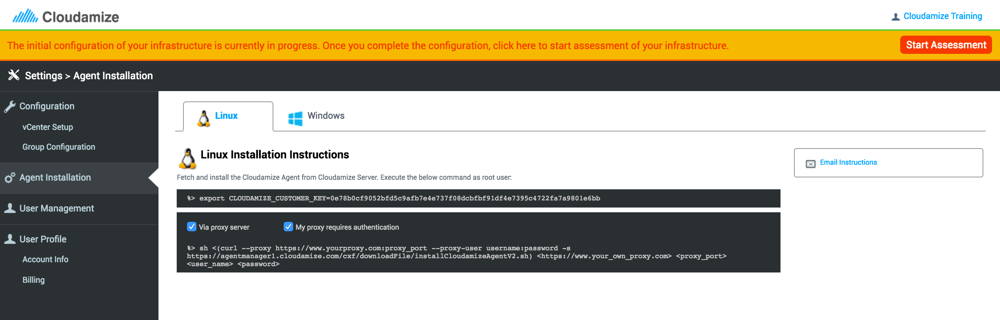 Cloudamize
Cloudamize Training
The initial configuration of your infrastructure is currently in progress. Once you complete the configuration, click here to start assessment of your infrastructure.
Start Assessment
Settings > Agent Installation
Configuration
vCenter Setup
Group Configuration
Agent Installation
User Management
User Profile
Account Info
Billing
Linux
Windows
Linux Installation Instructions
Fetch and install the Cloudamize Agent from Cloudamize Server. Execute the below command as root user:
%> export CLOUDAMIZE_CUSTOMER_KEY=0e78b0cf9052bfd5c9afb7e4e737f08dcbfbf91df4e7395c4722fa7a9801e6bb
Via proxy server
My proxy requires authentication
%> sh <(curl --proxy https://www.yourproxy.com:proxy_port --proxy-user username:password -s
https://agentmanager1.cloudamize.com/cxf/downloadFile/installCloudamizeAgentV2.sh) <https://www.your_own_proxy.com> <proxy_port>
<user_name> <password>
Email Instructions